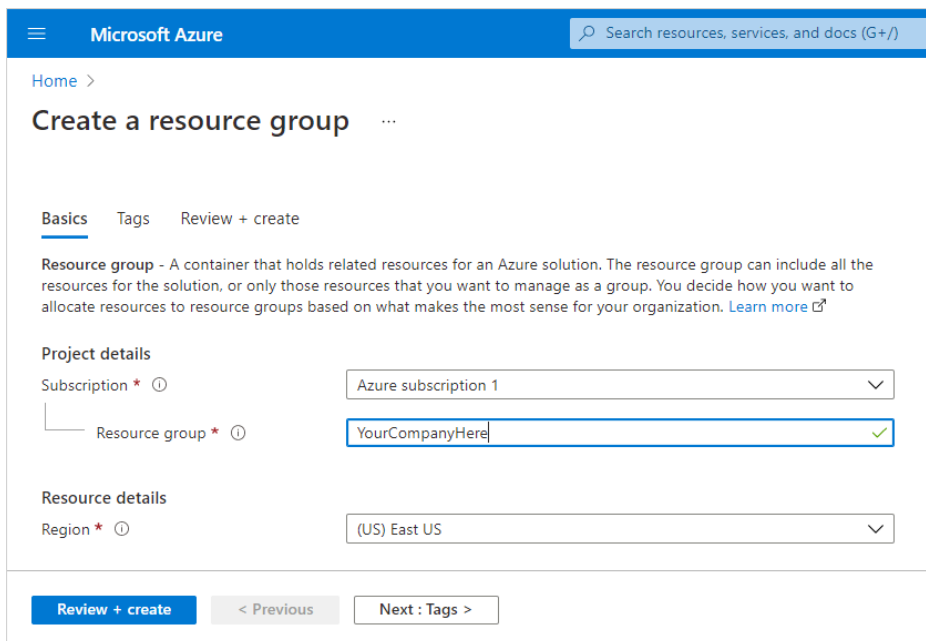 Microsoft Azure
Search resources, services, and docs (G+/)
Home >
Create a resource group ...
Basics Tags Review + create
Resource group - A container that holds related resources for an Azure solution. The resource group can include all the
resources for the solution, or only those resources that you want to manage as a group. You decide how you want to
allocate resources to resource groups based on what makes the most sense for your organization. Learn more
Project details
Subscription * Azure subscription 1
Resource group * YourCompanyHere
Resource details
Region * (US) East US
Review + create < Previous Next : Tags >